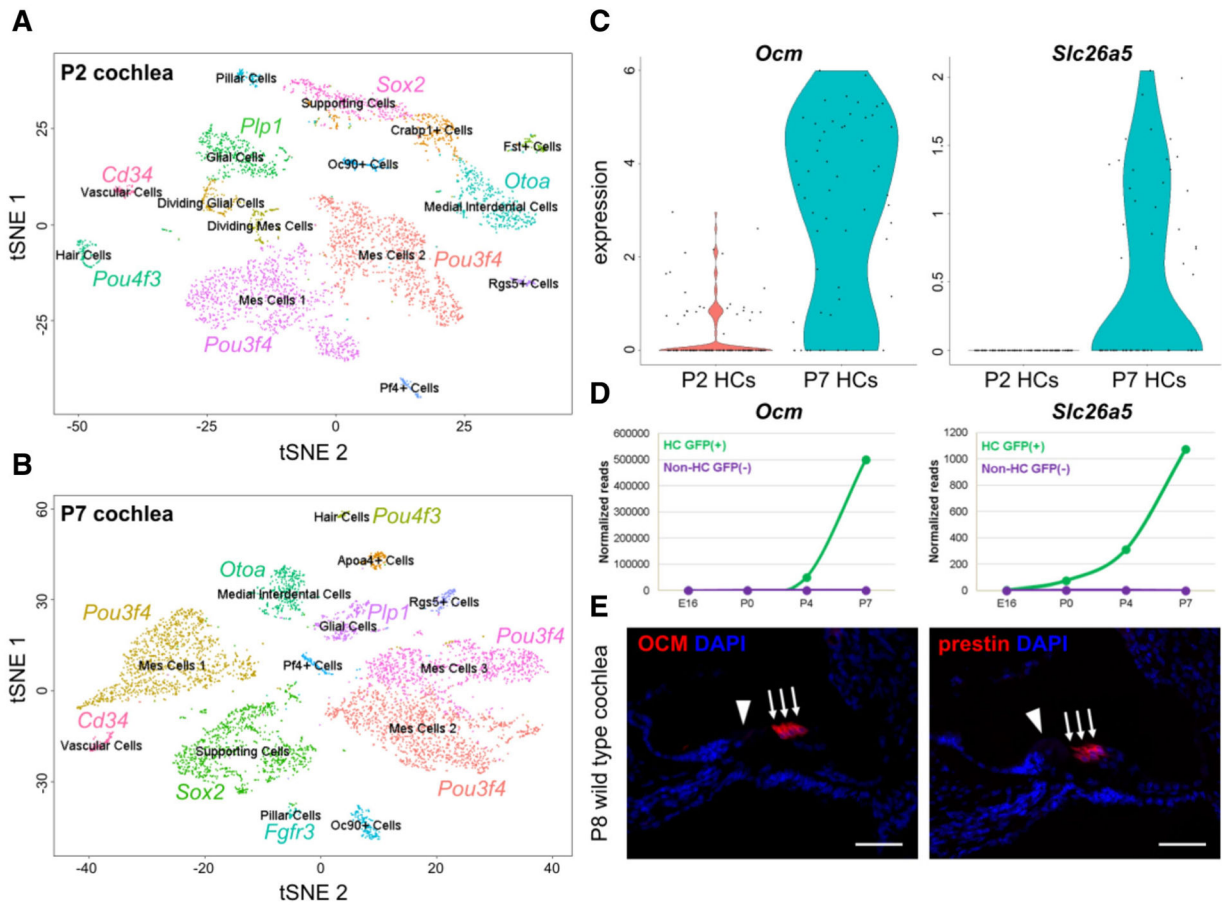 A
P2 cochlea
Pillar Cells
Sox2
Supporting Cells
Plp1
Crabp1+ Cells
Glial Cells
Fst+ Cells
Oc90+ Cells
Cd34
Otoa
Vascular Cells
Dividing Glial Cells
Medial Interdental Cells
Dividing Mes Cells
Hair Cells
Mes Cells 2
Pou3f4
Pou4f3
Rgs5+ Cells
Mes Cells 1
Pou3f4
Pf4+ Cells
25
0
-25
tSNE 1
-50 -25 0 25
tSNE 2
B
P7 cochlea
Hair Cells
Pou4f3
Apoa4+ Cells
Otoa
Medial Interdental Cells
Rgs5+ Cells
Plp1
Pou3f4
Glial Cells
Pou3f4
Mes Cells 1
Pf4+ Cells
Mes Cells 3
Cd34
Mes Cells 2
Vascular Cells
Supporting Cells
Sox2
Pou3f4
Pillar Cells
Fgfr3
Oc90+ Cells
60
30
0
-30
tSNE 1
-40 -20 0 20 40
tSNE 2
C
Ocm
Slc26a5
expression
6
4
2
0
P2 HCs P7 HCs
2
1.5
1
0.5
0
P2 HCs P7 HCs
D
Ocm
HC GFP(+)
Non-HC GFP(-)
Normalized reads
600000
500000
400000
300000
200000
100000
0
E16 P0 P4 P7
Slc26a5
HC GFP(+)
Non-HC GFP(-)
Normalized reads
1200
1000
800
600
400
200
0
E16 P0 P4 P7
E
P8 wild type cochlea
OCM DAPI
prestin DAPI